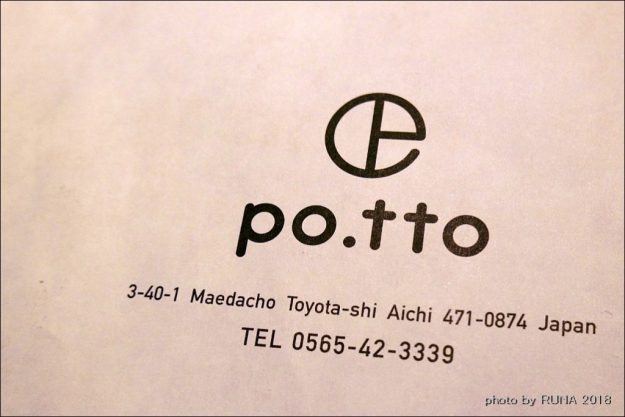 po.tto
3-40-1 Maedacho Toyota-shi Aichi 471-0874 Japan
TEL 0565-42-3339
photo by RUNA 2018